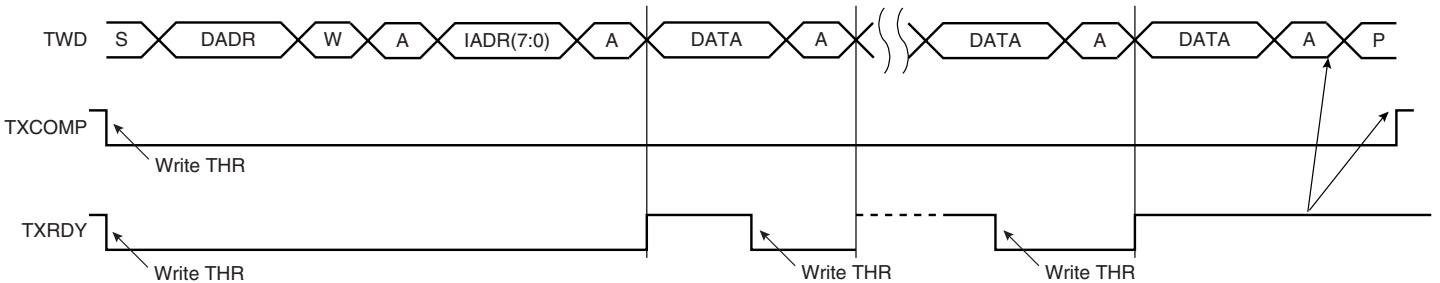 TWD S DADR W A IADR(7:0) A DATA A DATA A DATA A P
TXCOMP
Write THR
TXRDY
Write THR Write THR Write THR